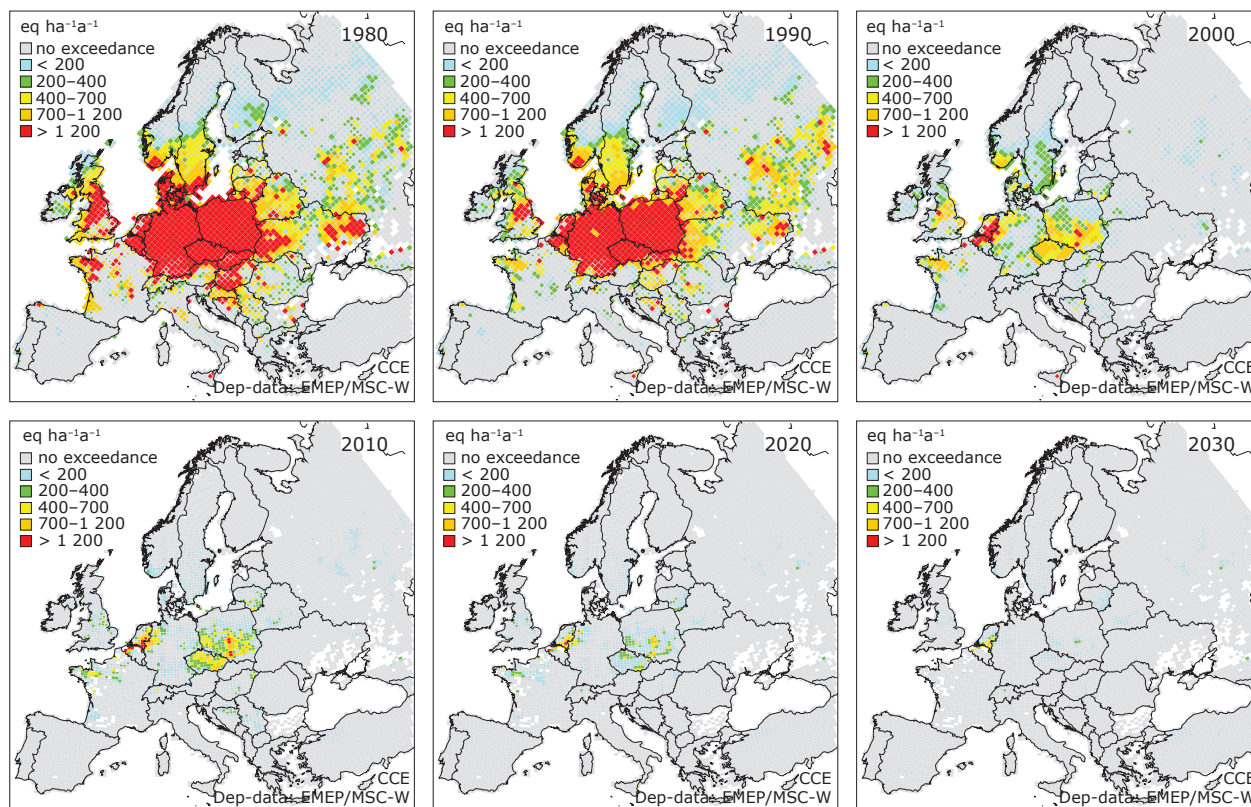 eq ha⁻¹a⁻¹
1980
no exceedance
< 200
200–400
400–700
700–1 200
> 1 200
CCE
Dep-data: EMEP/MSC-W
eq ha⁻¹a⁻¹
1990
no exceedance
< 200
200–400
400–700
700–1 200
> 1 200
CCE
Dep-data: EMEP/MSC-W
eq ha⁻¹a⁻¹
2000
no exceedance
< 200
200–400
400–700
700–1 200
> 1 200
CCE
Dep-data: EMEP/MSC-W
eq ha⁻¹a⁻¹
2010
no exceedance
< 200
200–400
400–700
700–1 200
> 1 200
CCE
Dep-data: EMEP/MSC-W
eq ha⁻¹a⁻¹
2020
no exceedance
< 200
200–400
400–700
700–1 200
> 1 200
CCE
Dep-data: EMEP/MSC-W
eq ha⁻¹a⁻¹
2030
no exceedance
< 200
200–400
400–700
700–1 200
> 1 200
CCE
Dep-data: EMEP/MSC-W